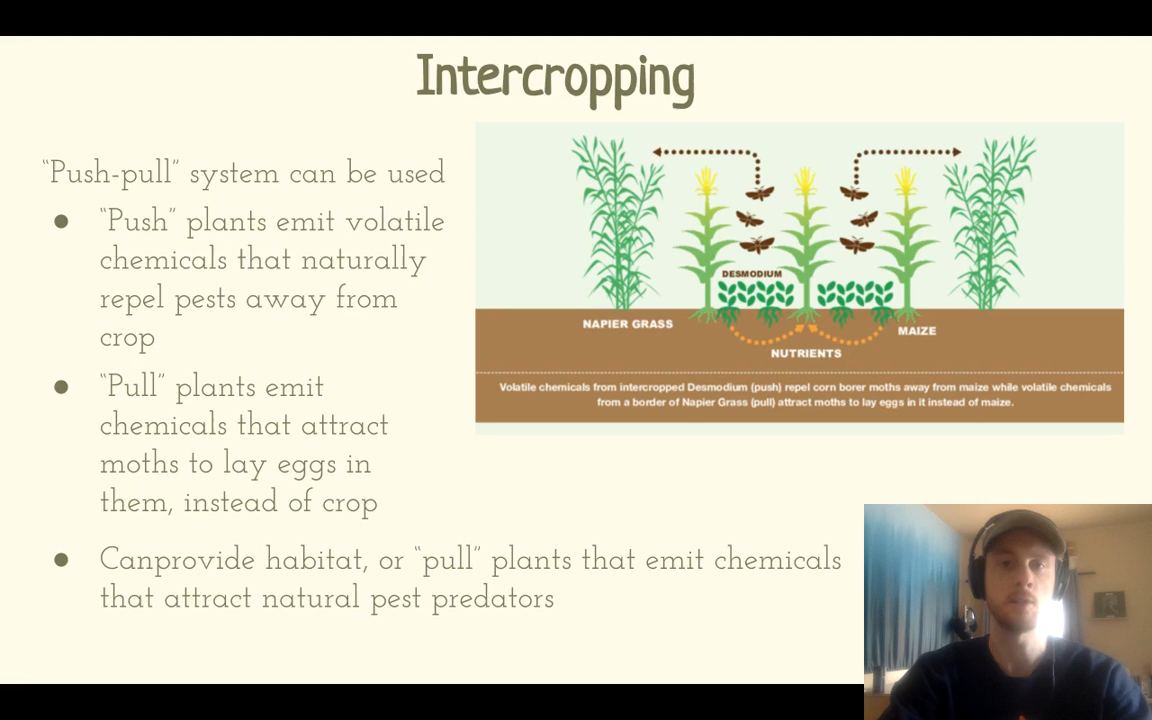 Intercropping
“Push-pull” system can be used
● “Push” plants emit volatile
chemicals that naturally
repel pests away from
crop
● “Pull” plants emit
chemicals that attract
moths to lay eggs in
them, instead of crop
● Canprovide habitat, or “pull” plants that emit chemicals
that attract natural pest predators
DESMODIUM
NAPIER GRASS
MAIZE
NUTRIENTS
Volatile chemicals from intercropped Desmodium (push) repel corn borer moths away from maize while volatile chemicals
from a border of Napier Grass (pull) attract moths to lay eggs in it instead of maize.